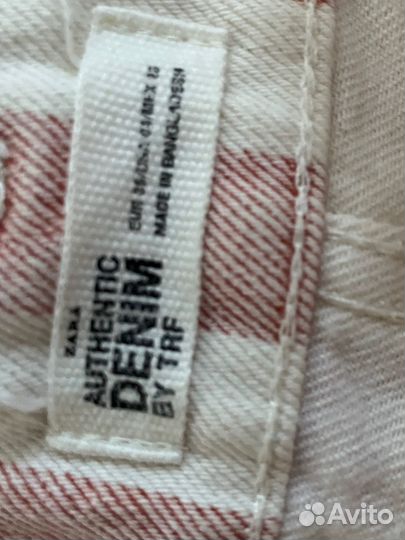 ZARA
AUTHENTIC
DENIM
BY TRF
MADE IN BANGLADESH
Avito